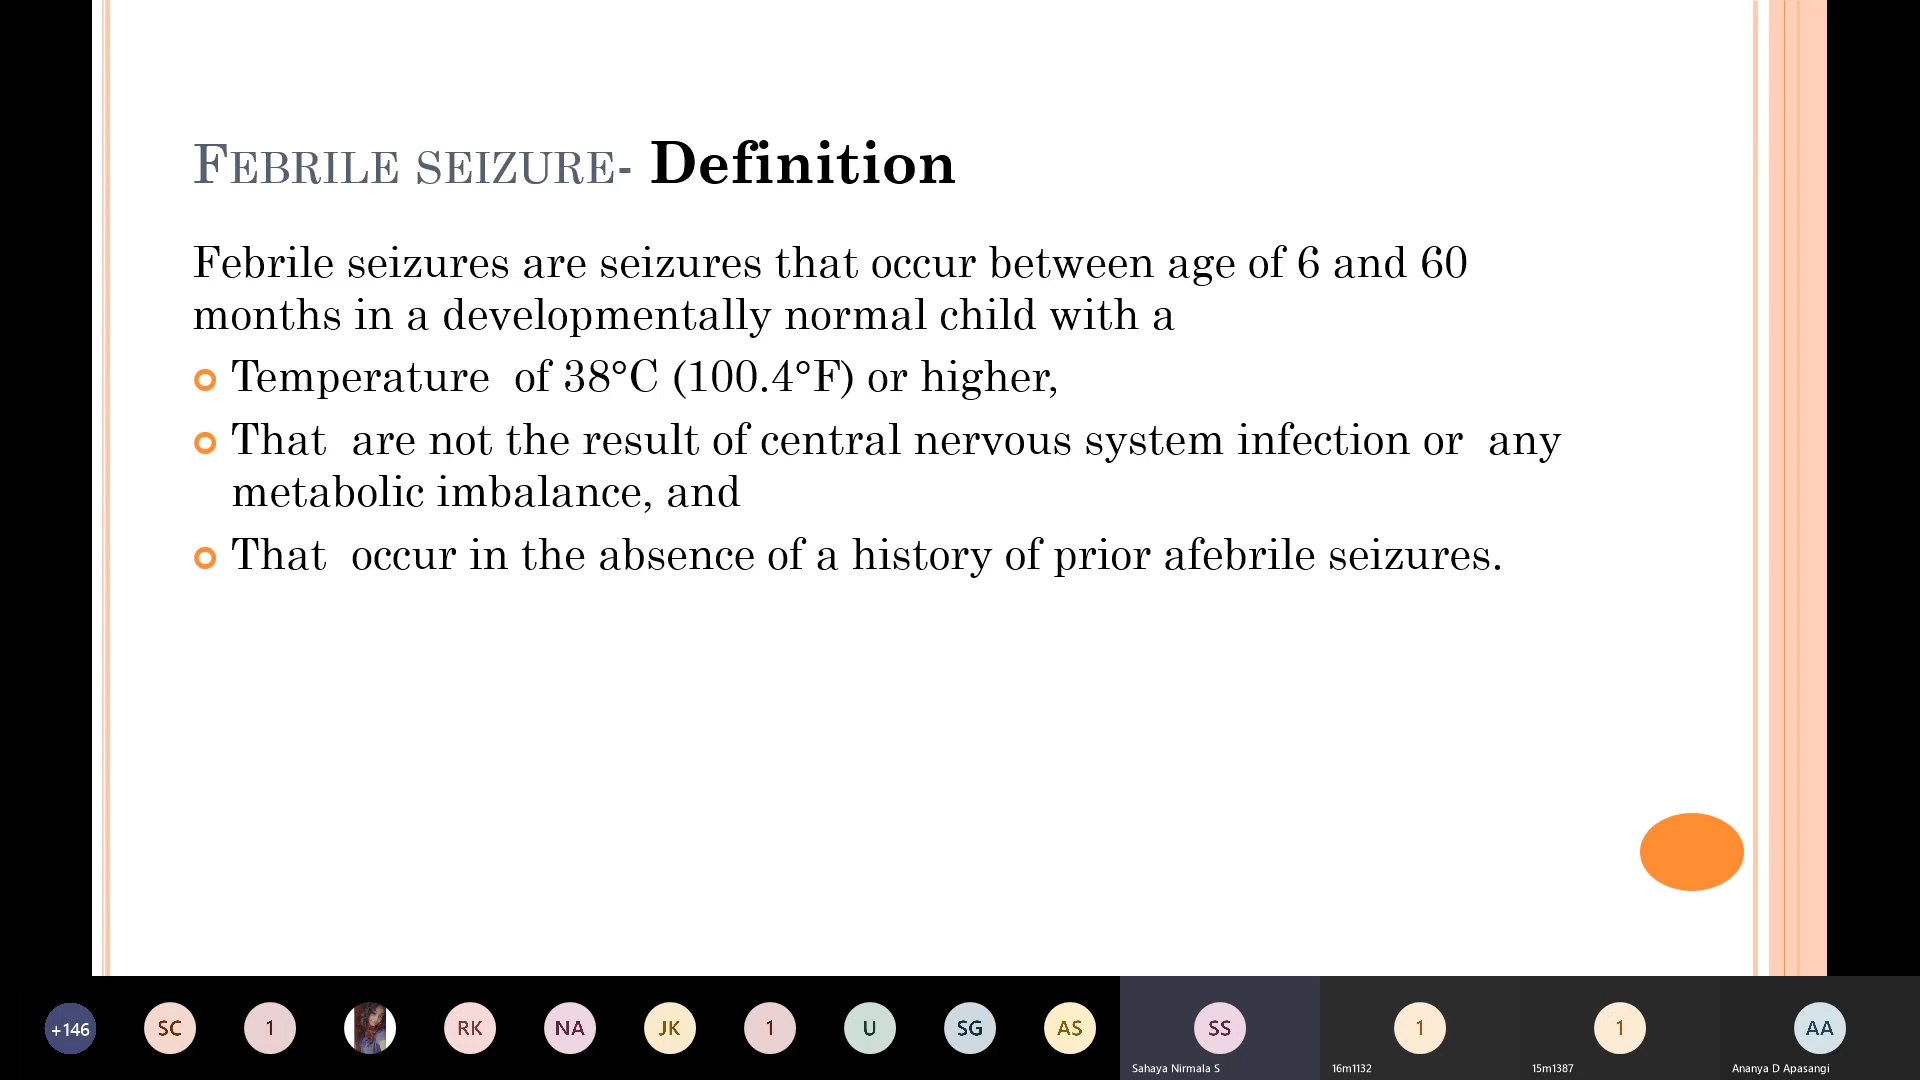 FEBRILE SEIZURE- Definition
Febrile seizures are seizures that occur between age of 6 and 60
months in a developmentally normal child with a
Temperature of 38°C (100.4°F) or higher,
That are not the result of central nervous system infection or any
metabolic imbalance, and
That occur in the absence of a history of prior afebrile seizures.
+146 SC 1 RK NA JK 1 U SG AS SS 1 1 AA
Sahaya Nirmala S 16m1132 15m1387 Ananya D Apasangi